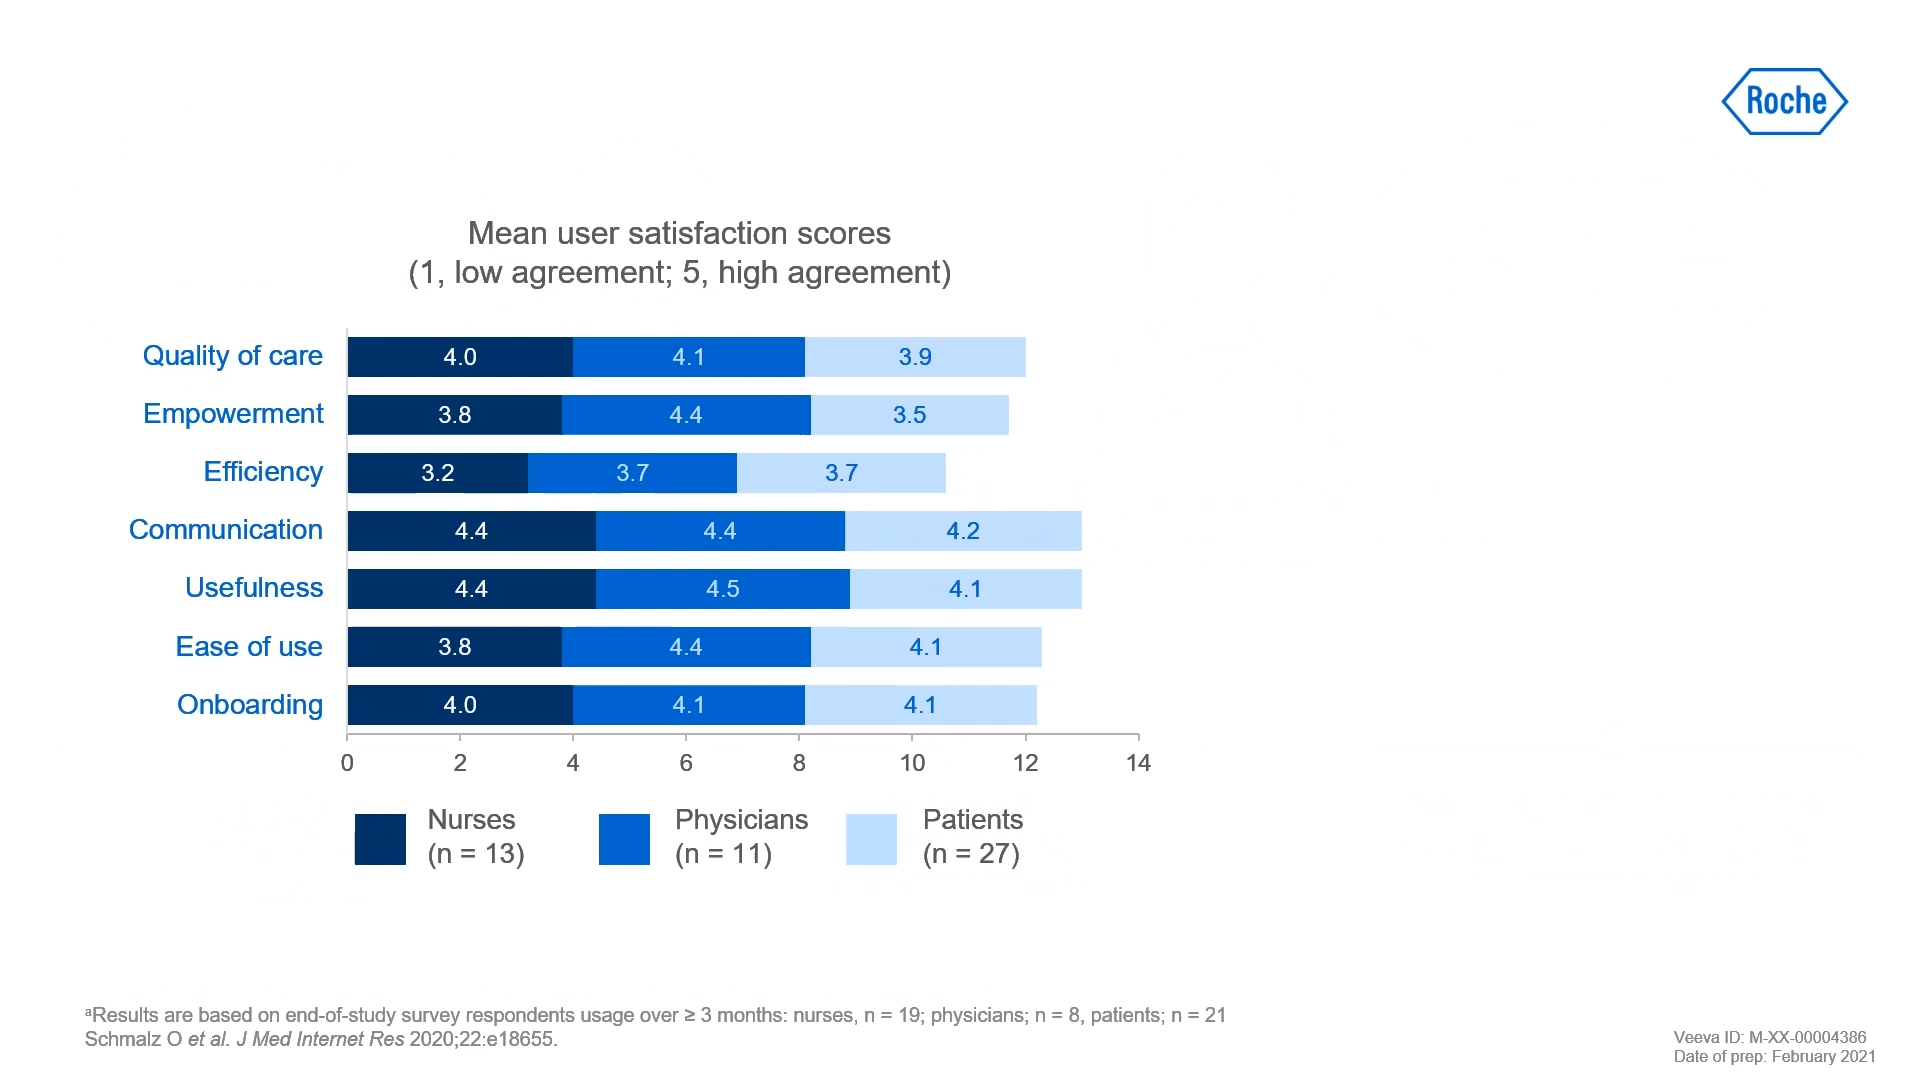 Roche
Mean user satisfaction scores
(1, low agreement; 5, high agreement)
Quality of care 4.0 4.1 3.9
Empowerment 3.8 4.4 3.5
Efficiency 3.2 3.7 3.7
Communication 4.4 4.4 4.2
Usefulness 4.4 4.5 4.1
Ease of use 3.8 4.4 4.1
Onboarding 4.0 4.1 4.1
0 2 4 6 8 10 12 14
Nurses
(n = 13)
Physicians
(n = 11)
Patients
(n = 27)
ᵃResults are based on end-of-study survey respondents usage over ≥ 3 months: nurses, n = 19; physicians; n = 8, patients; n = 21
Schmalz O et al. J Med Internet Res 2020;22:e18655.
Veeva ID: M-XX-00004386
Date of prep: February 2021